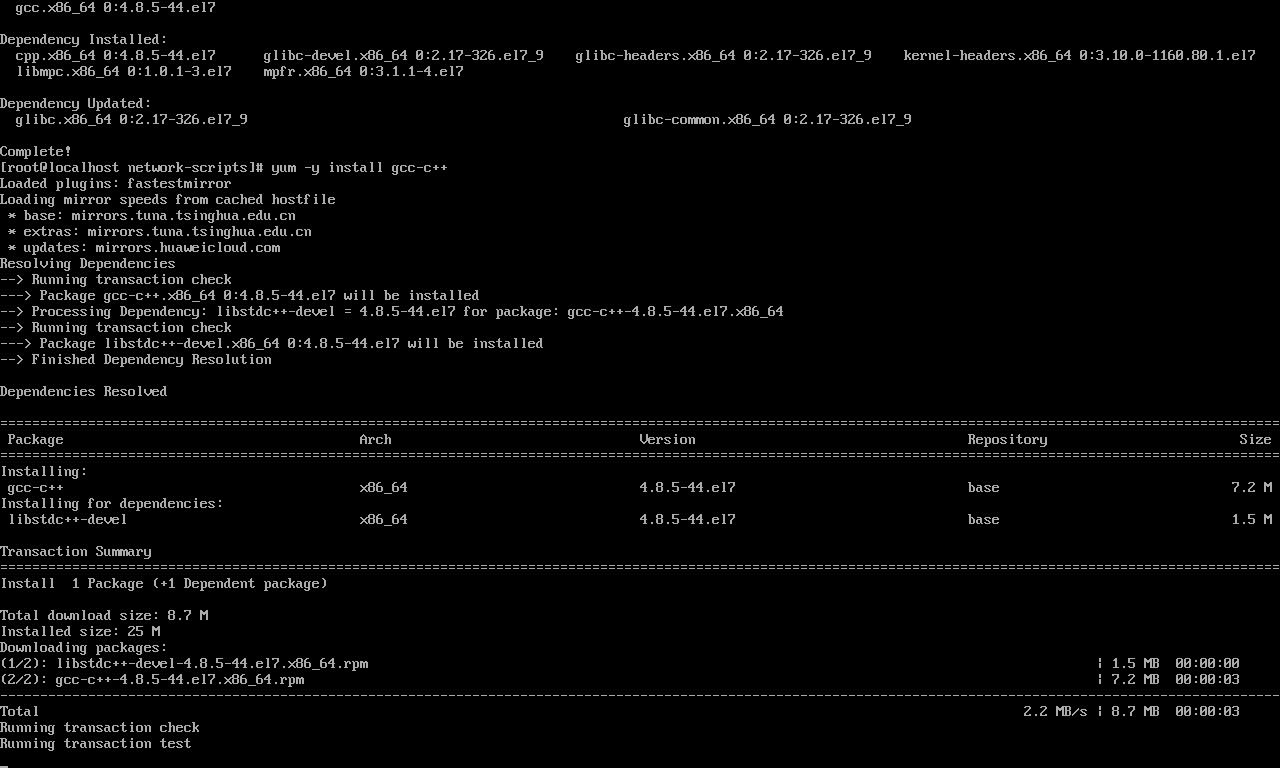 gcc.x86_64 0:4.8.5-44.el7
Dependency Installed:
cpp.x86_64 0:4.8.5-44.el7 glibc-devel.x86_64 0:2.17-326.el7_9 glibc-headers.x86_64 0:2.17-326.el7_9 kernel-headers.x86_64 0:3.10.0-1160.80.1.el7
libmpc.x86_64 0:1.0.1-3.el7 mpfr.x86_64 0:3.1.1-4.el7
Dependency Updated:
glibc.x86_64 0:2.17-326.el7_9 glibc-common.x86_64 0:2.17-326.el7_9
Complete!
[root@localhost network-scripts]# yum -y install gcc-c++
Loaded plugins: fastestmirror
Loading mirror speeds from cached hostfile
* base: mirrors.tuna.tsinghua.edu.cn
* extras: mirrors.tuna.tsinghua.edu.cn
* updates: mirrors.huaweicloud.com
Resolving Dependencies
--> Running transaction check
---> Package gcc-c++.x86_64 0:4.8.5-44.el7 will be installed
--> Processing Dependency: libstdc++-devel = 4.8.5-44.el7 for package: gcc-c++-4.8.5-44.el7.x86_64
--> Running transaction check
---> Package libstdc++-devel.x86_64 0:4.8.5-44.el7 will be installed
--> Finished Dependency Resolution
Dependencies Resolved
================================================================================
Package Arch Version Repository Size
================================================================================
Installing:
gcc-c++ x86_64 4.8.5-44.el7 base 7.2 M
Installing for dependencies:
libstdc++-devel x86_64 4.8.5-44.el7 base 1.5 M
Transaction Summary
================================================================================
Install  1 Package (+1 Dependent package)
Total download size: 8.7 M
Installed size: 25 M
Downloading packages:
(1/2): libstdc++-devel-4.8.5-44.el7.x86_64.rpm | 1.5 MB  00:00:00
(2/2): gcc-c++-4.8.5-44.el7.x86_64.rpm | 7.2 MB  00:00:03
--------------------------------------------------------------------------------
Total 2.2 MB/s | 8.7 MB  00:00:03
Running transaction check
Running transaction test